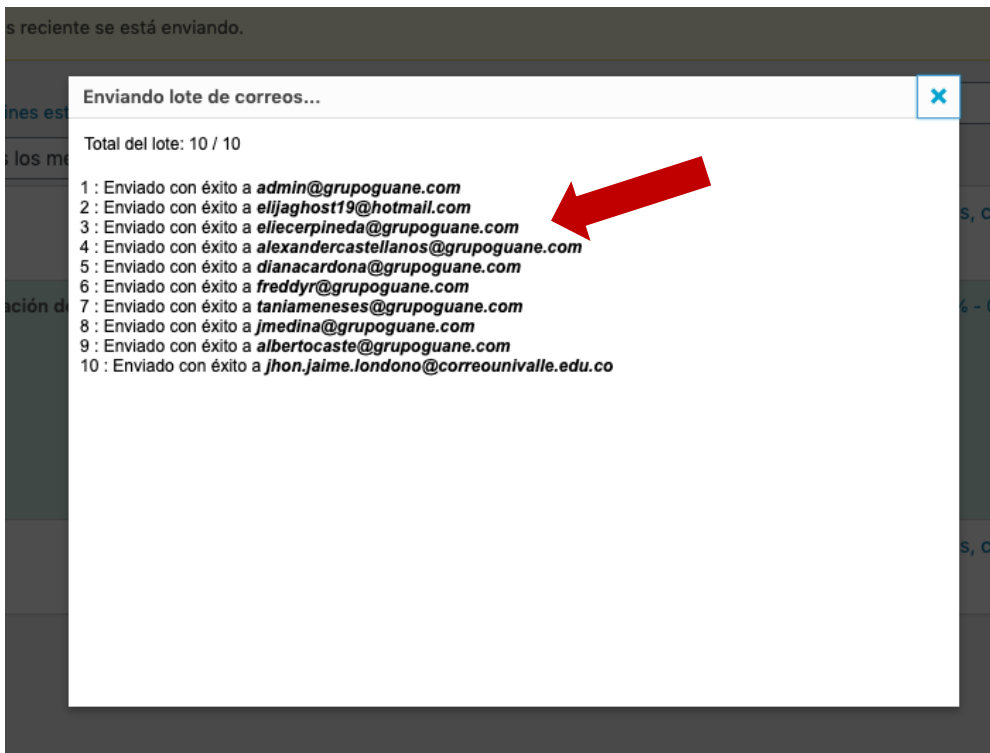 s reciente se está enviando.
Enviando lote de correos...
ines est
Total del lote: 10 / 10
s los me
1 : Enviado con éxito a admin@grupoguane.com
2 : Enviado con éxito a elijaghost19@hotmail.com
3 : Enviado con éxito a eliecerpineda@grupoguane.com
s, c
4 : Enviado con éxito a alexandercastellanos@grupoguane.com
5 : Enviado con éxito a dianacardona@grupoguane.com
6 : Enviado con éxito a freddyr@grupoguane.com
ación de
7 : Enviado con éxito a taniameneses@grupoguane.com
% - 
8 : Enviado con éxito a jmedina@grupoguane.com
9 : Enviado con éxito a albertocaste@grupoguane.com
10 : Enviado con éxito a jhon.jaime.londono@correounivalle.edu.co
s, c